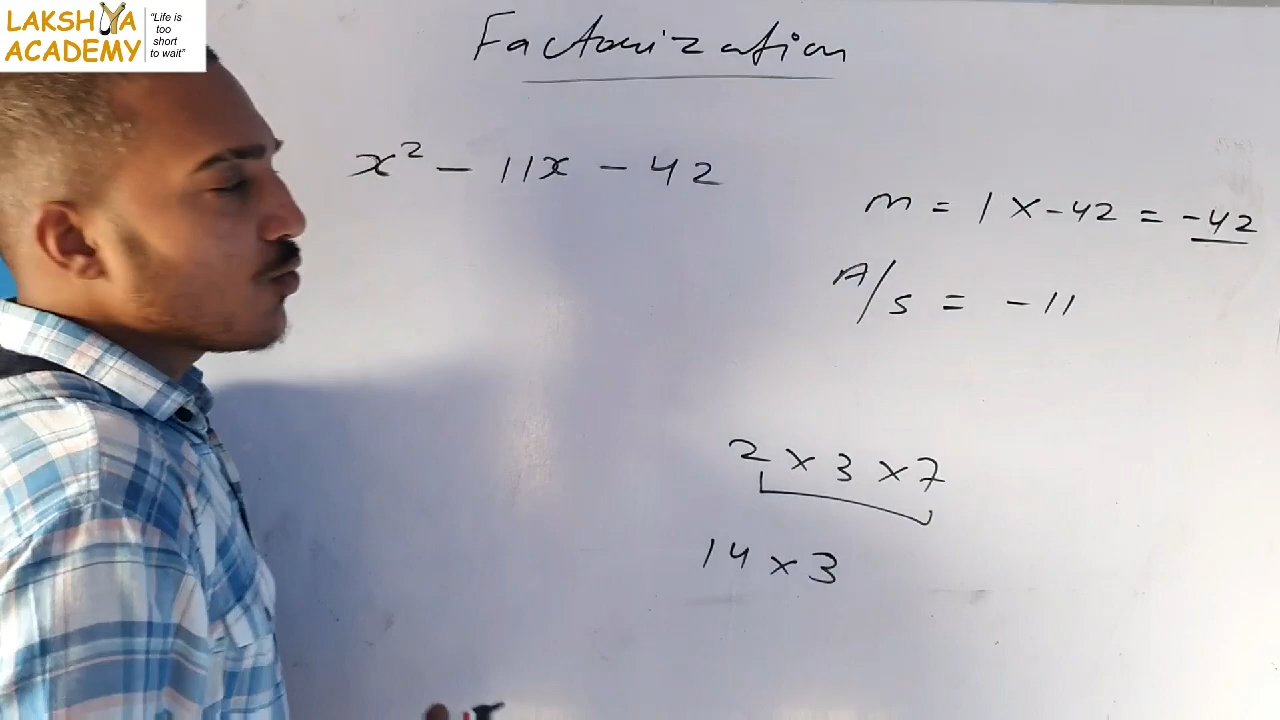 LAKSHYA
ACADEMY
“Life is
too
short
to wait”
Factorization
x² - 11x - 42
m = 1 × -42 = -42
A/s = -11
2 × 3 × 7
14 × 3